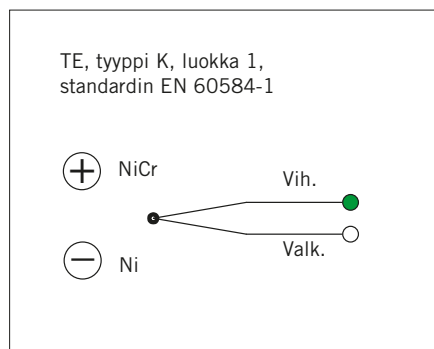 TE, tyyppi K, luokka 1,
standardin EN 60584-1
+ NiCr
Vih.
− Ni
Valk.